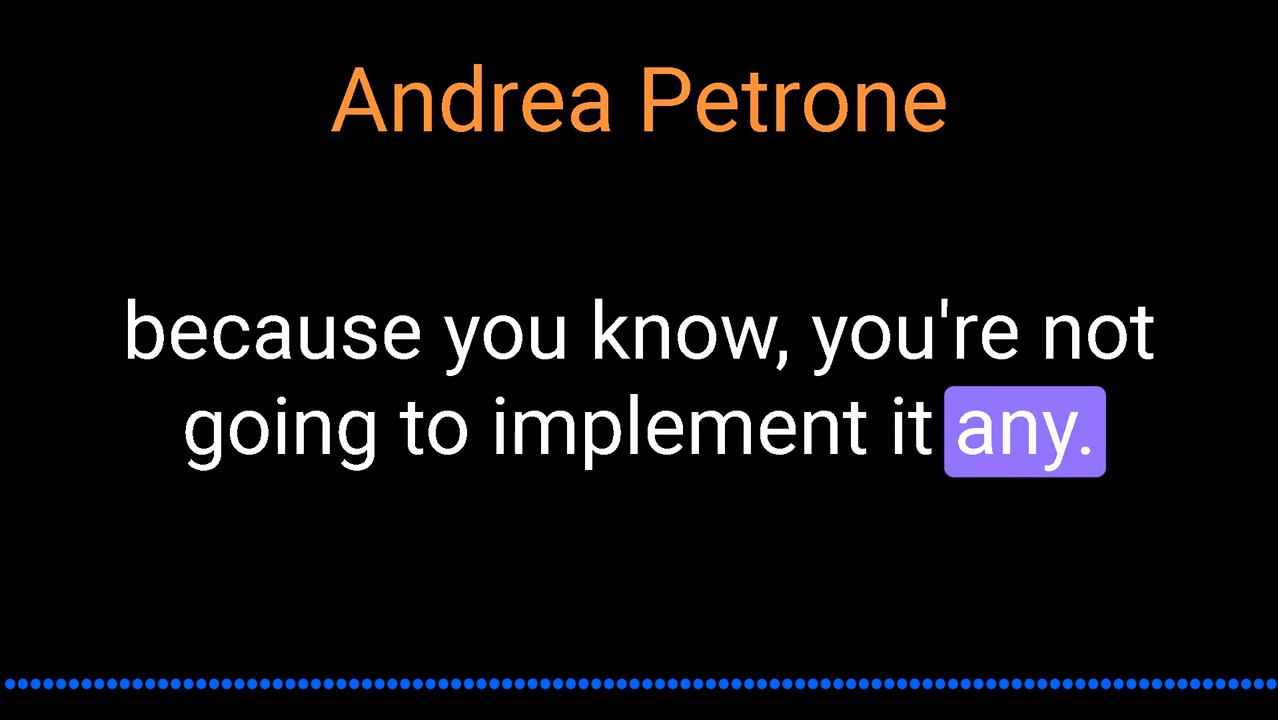 Andrea Petrone
because you know, you're not
going to implement it any.